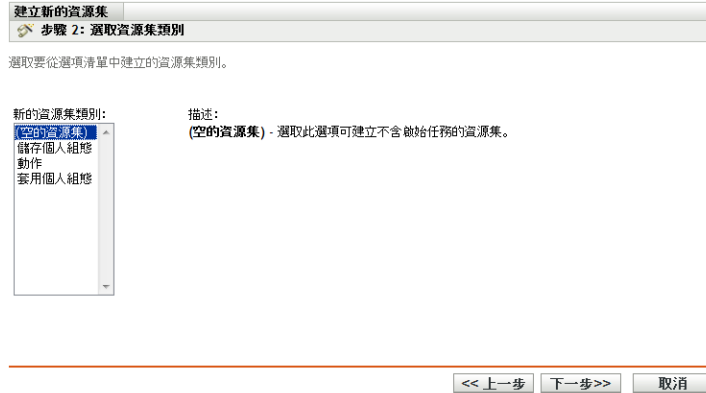 建立新的資源集
步驟 2: 選取資源集類別
選取要從選項清單中建立的資源集類別。
新的資源集類別:
描述:
(空的資源集)
(空的資源集) - 選取此選項可建立不含啟始任務的資源集。
儲存個人組態
動作
套用個人組態
<< 上一步
下一步>>
取消